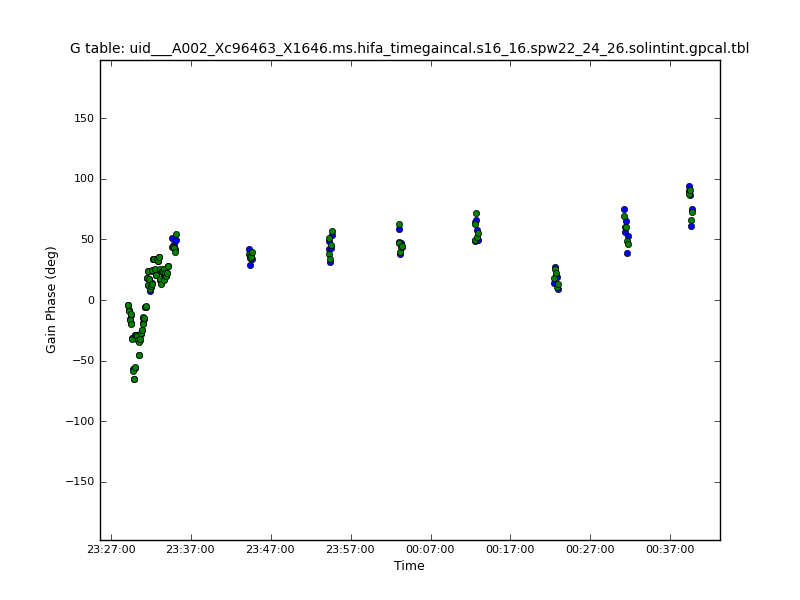 G table: uid___A002_Xc96463_X1646.ms.hifa_timegaincal.s16_16.spw22_24_26.solintint.gpcal.tbl
150
100
50
0
−50
−100
−150
Gain Phase (deg)
23:27:00 23:37:00 23:47:00 23:57:00 00:07:00 00:17:00 00:27:00 00:37:00
Time